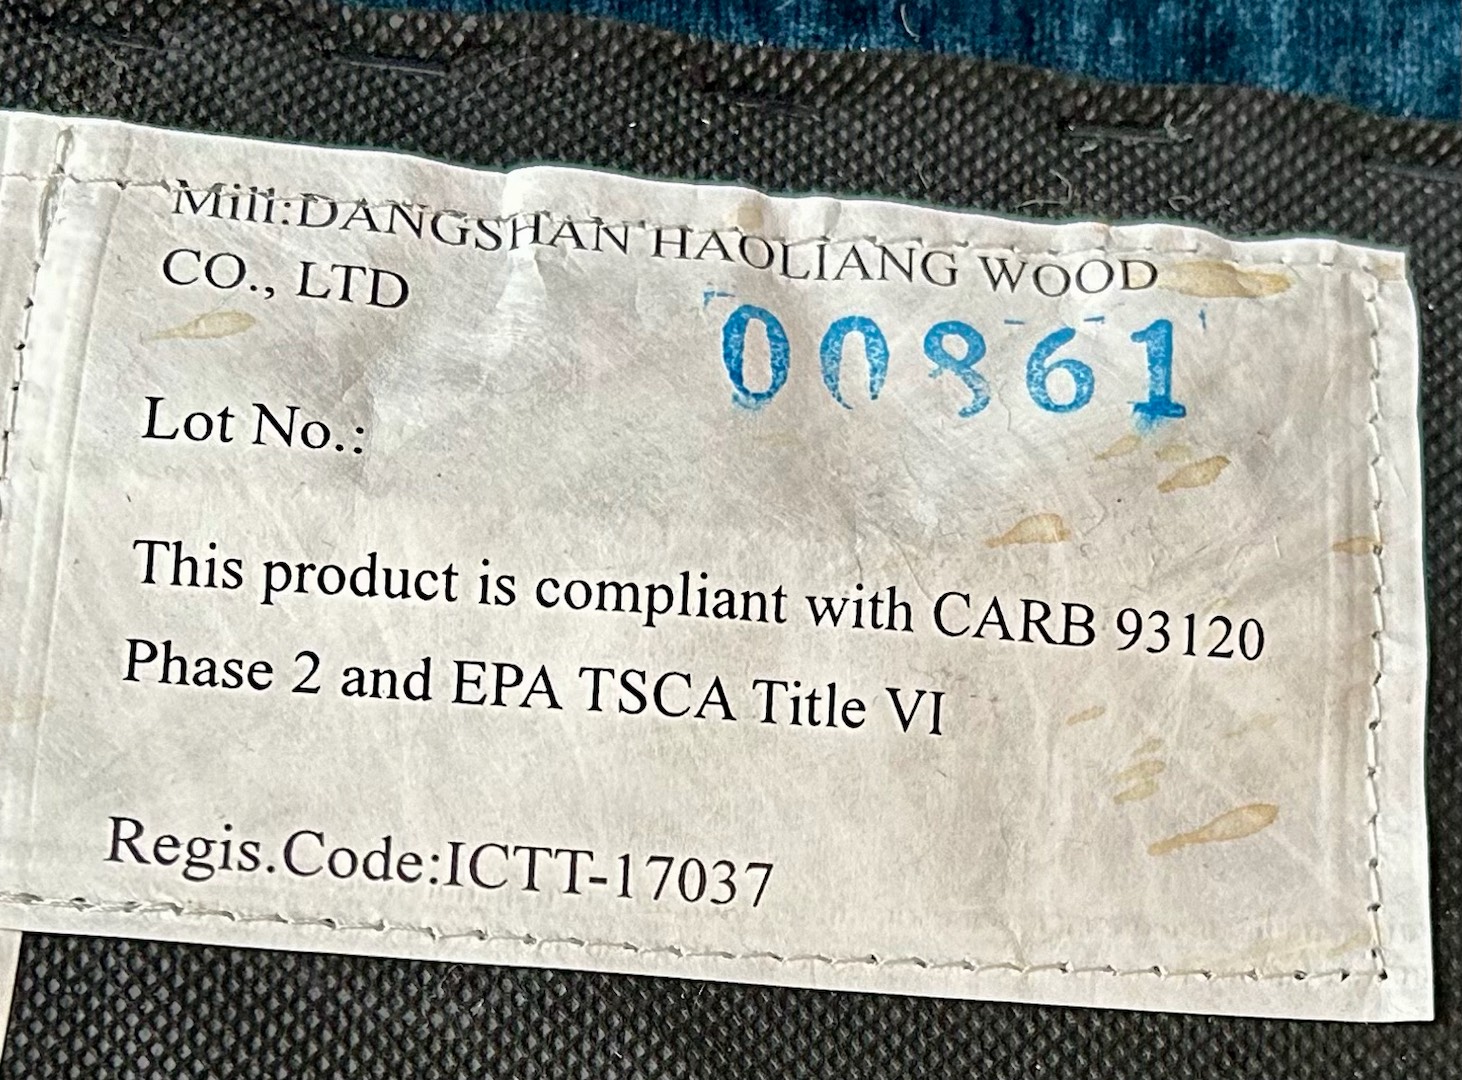 Mill:DANGSHAN HAOLIANG WOOD
CO., LTD
00861
Lot No.:
This product is compliant with CARB 93120
Phase 2 and EPA TSCA Title VI
Regis.Code:ICTT-17037